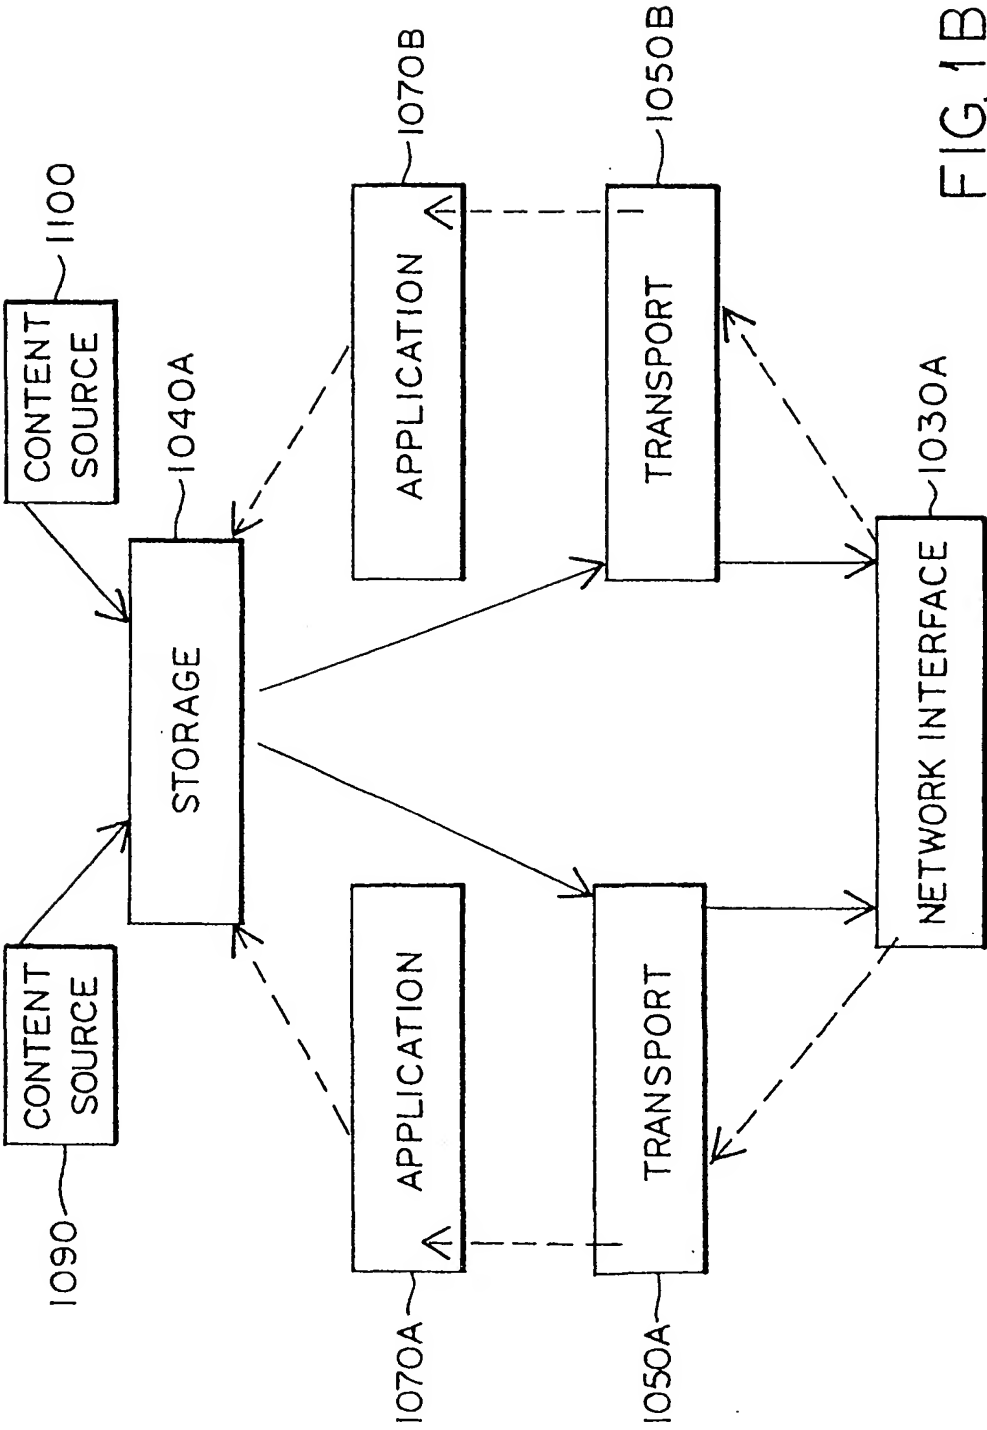 1090
CONTENT
SOURCE
CONTENT
SOURCE
1100
STORAGE
1040A
1070A
APPLICATION
APPLICATION
1070B
1050A
TRANSPORT
TRANSPORT
1050B
NETWORK INTERFACE
1030A
FIG. 1B